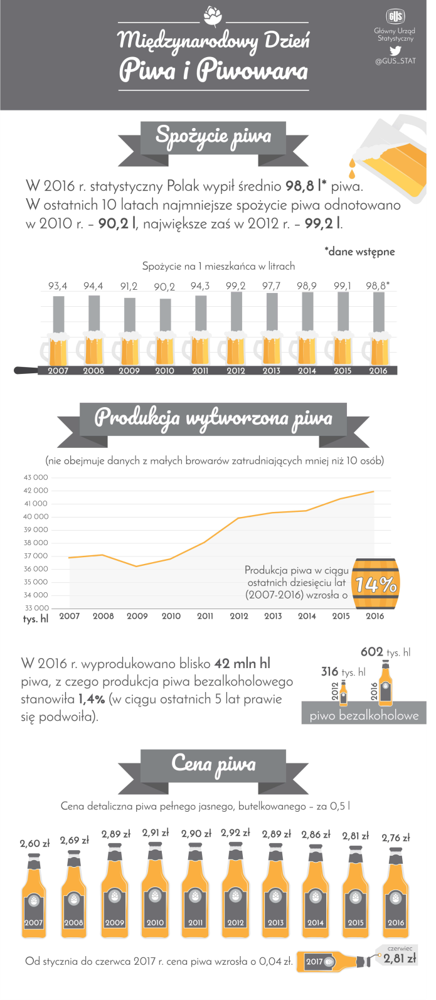 GUS
Główny Urząd
Statystyczny
@GUS_STAT
Międzynarodowy Dzień
Piwa i Piwowara
Spożycie piwa
W 2016 r. statystyczny Polak wypił średnio 98,8 l* piwa.
W ostatnich 10 latach najmniejsze spożycie piwa odnotowano
w 2010 r. – 90,2 l, największe zaś w 2012 r. – 99,2 l.
*dane wstępne
Spożycie na 1 mieszkańca w litrach
93,4 94,4 91,2 90,2 94,3 99,2 97,7 98,9 99,1 98,8*
2007 2008 2009 2010 2011 2012 2013 2014 2015 2016
Produkcja wytworzona piwa
(nie obejmuje danych z małych browarów zatrudniających mniej niż 10 osób)
43 000
42 000
41 000
40 000
39 000
38 000
37 000
36 000
35 000
34 000
33 000
tys. hl
Produkcja piwa w ciągu
ostatnich dziesięciu lat
(2007-2016) wzrosła o
14%
2007 2008 2009 2010 2011 2012 2013 2014 2015 2016
W 2016 r. wyprodukowano blisko 42 mln hl
piwa, z czego produkcja piwa bezalkoholowego
stanowiła 1,4% (w ciągu ostatnich 5 lat prawie
się podwoiła).
602 tys. hl
316 tys. hl
2012 2016
piwo bezalkoholowe
Cena piwa
Cena detaliczna piwa pełnego jasnego, butelkowanego – za 0,5 l
2,60 zł 2,69 zł 2,89 zł 2,91 zł 2,90 zł 2,92 zł 2,89 zł 2,86 zł 2,81 zł 2,76 zł
2007 2008 2009 2010 2011 2012 2013 2014 2015 2016
Od stycznia do czerwca 2017 r. cena piwa wzrosła o 0,04 zł.
2017
czerwiec
2,81 zł